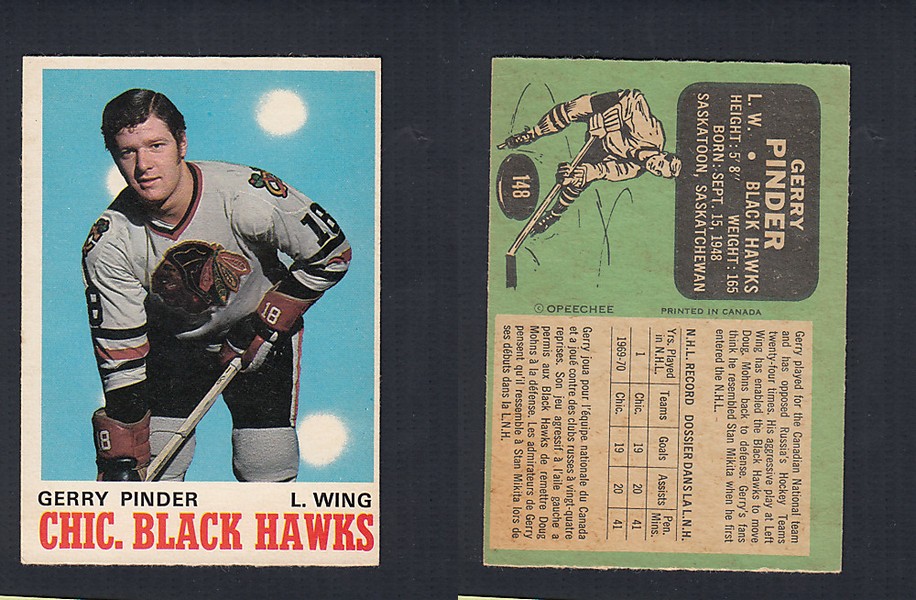 18
18
8
8
GERRY PINDER L. WING
CHIC. BLACK HAWKS
GERRY
PINDER
L. W. • BLACK HAWKS
HEIGHT: 5' 8" WEIGHT: 165
BORN: SEPT. 15, 1948
SASKATOON, SASKATCHEWAN
148
© OPEECHEE PRINTED IN CANADA
Gerry played for the Canadian National team
and has opposed Russia's Hockey Teams
twenty-four times. His aggressive play at Left
Wing has enabled the Black Hawks to move
Doug. Mohns back to defense. Gerry's fans
think he resembled Stan Mikita when he first
entered the N.H.L.
N.H.L. RECORD DOSSIER DANS LA L.N.H.
Yrs. Played in N.H.L. Teams Goals Assists Pen. Mins.
1 Chic. 19 20 41
1969-70 Chic. 19 20 41
Gerry joua pour l'équipe nationale du Canada
et a joué contre des clubs russes à vingt-quatre
reprises. Son jeu agressif à l'aile gauche a
permis aux Black Hawks de remettre Doug
Mohns à la défense. Les admirateurs de Gerry
pensent qu'il ressemble à Stan Mikita lors de
ses débuts dans la L.N.H.